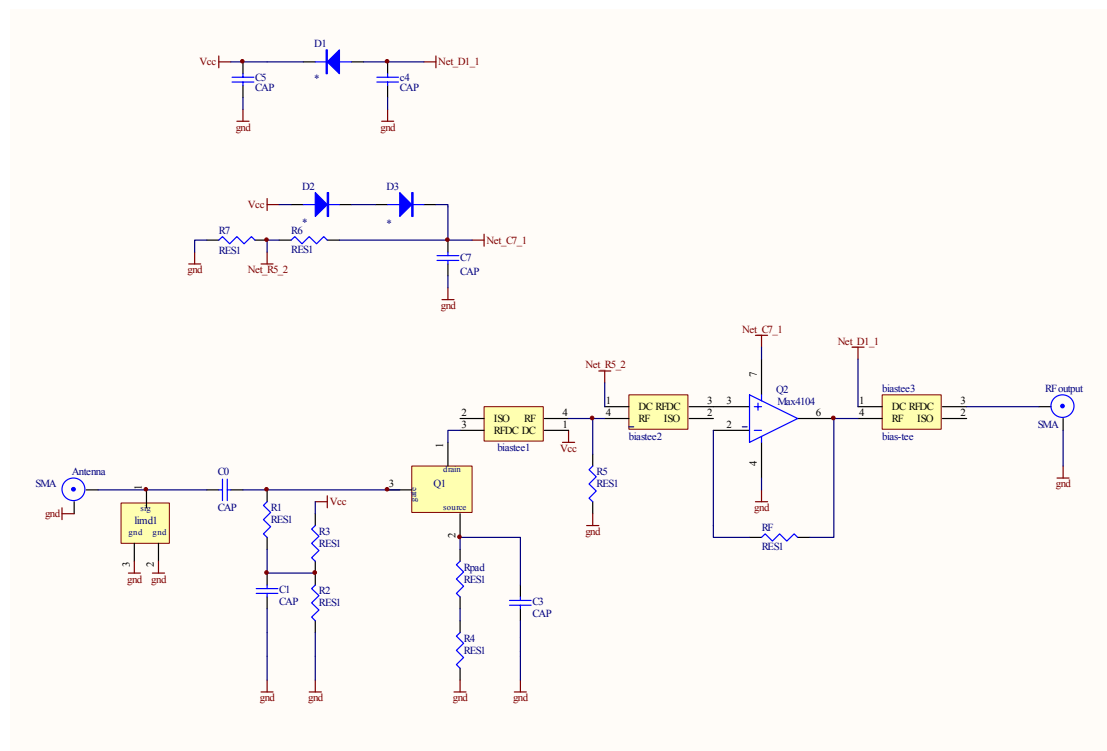 D1
Vcc
Net_D1_1
*
C5
CAP
c4
CAP
gnd
gnd
D2
D3
Vcc
*
*
R7
RES1
R6
RES1
Net_C7_1
gnd
Net_R5_2
C7
CAP
gnd
Net_C7_1
Net_D1_1
7
Net_R5_2
Q2
Max4104
biastee3
RF output
1
DC RFDC
3
4
RF ISO
2
biastee2
3
2
6
4
1
DC RFDC
3
4
RF ISO
2
bias-tee
SMA
gnd
2
ISO RF
4
3
RFDC DC
1
biastee1
Vcc
1
R5
RES1
gnd
gnd
RF
RES1
Antenna
SMA
gnd
1
sig
limd1
gnd gnd
3
2
gnd
gnd
C0
CAP
3
drain
Q1
source
2
R1
RES1
Vcc
R3
RES1
C1
CAP
R2
RES1
Rpad
RES1
C3
CAP
R4
RES1
gnd
gnd
gnd
gnd